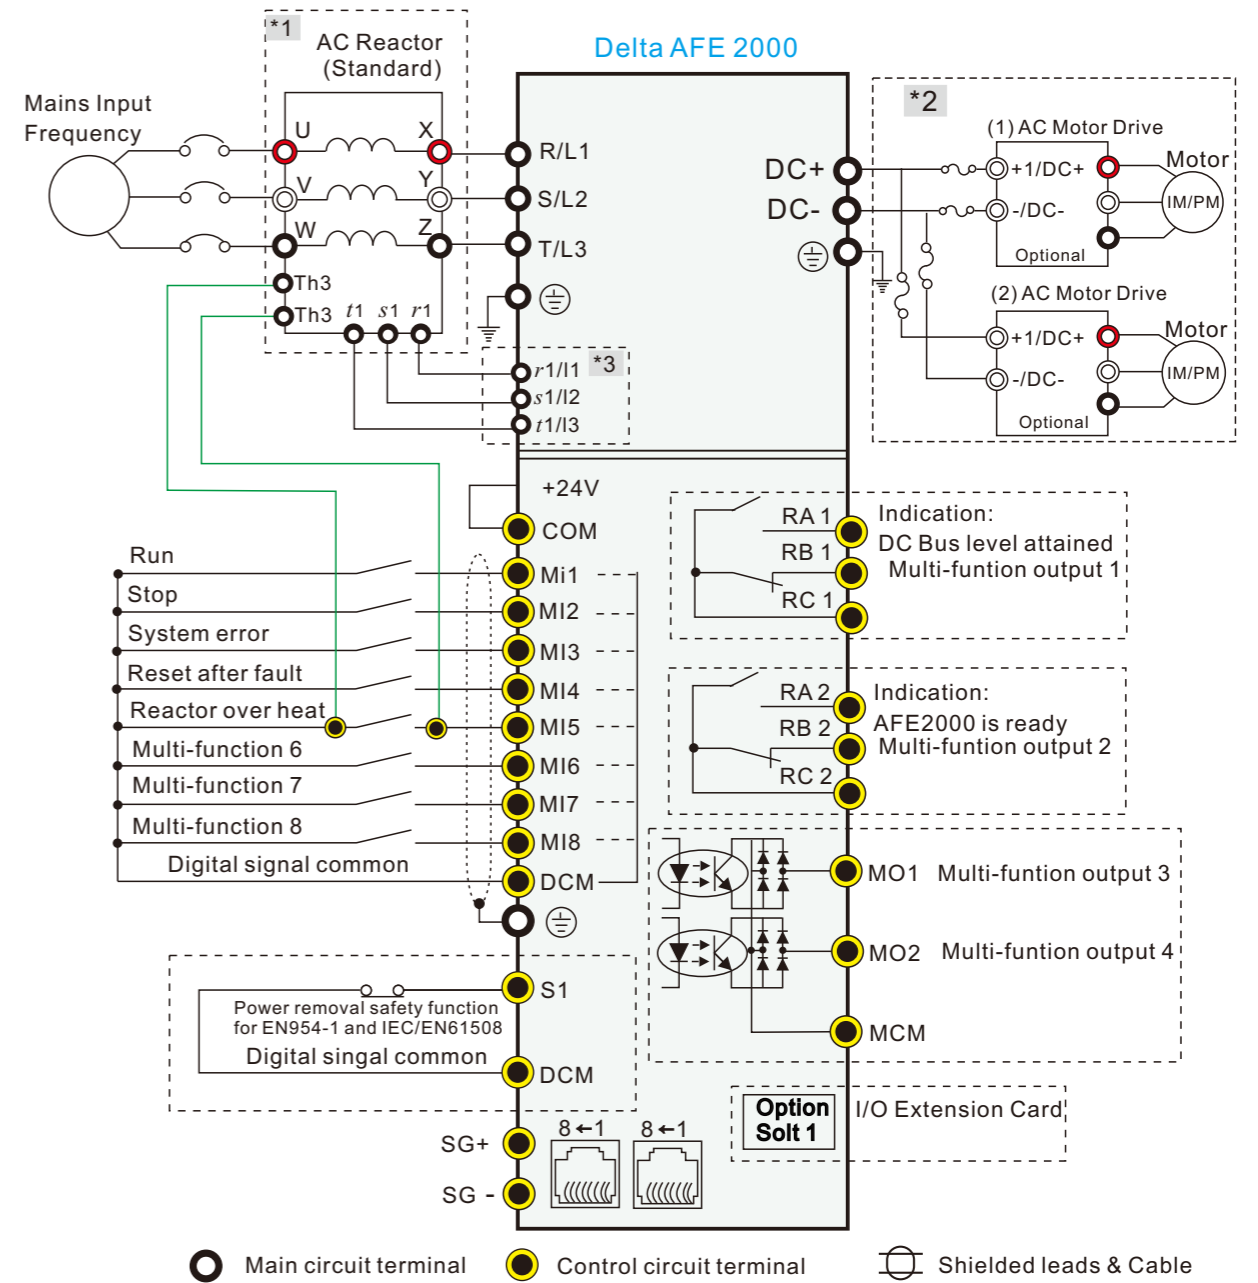 *1
AC Reactor
(Standard)
Delta AFE 2000
Mains Input
Frequency
U
X
V
Y
W
Z
Th3
Th3
t1
s1
r1
R/L1
S/L2
T/L3
r1/l1
*3
s1/l2
t1/l3
DC+
DC-
*2
(1) AC Motor Drive
+1/DC+
-/DC-
Optional
Motor
IM/PM
(2) AC Motor Drive
+1/DC+
-/DC-
Optional
Motor
IM/PM
+24V
COM
Run
Mi1
Stop
MI2
System error
MI3
Reset after fault
MI4
Reactor over heat
MI5
Multi-function 6
MI6
Multi-function 7
MI7
Multi-function 8
MI8
Digital signal common
DCM
S1
Power removal safety function
for EN954-1 and IEC/EN61508
Digital singal common
DCM
SG+
SG -
8←1
8←1
RA 1
RB 1
RC 1
Indication:
DC Bus level attained
Multi-funtion output 1
RA 2
RB 2
RC 2
Indication:
AFE2000 is ready
Multi-funtion output 2
MO1
Multi-funtion output 3
MO2
Multi-funtion output 4
MCM
Option
Solt 1
I/O Extension Card
Main circuit terminal
Control circuit terminal
Shielded leads & Cable